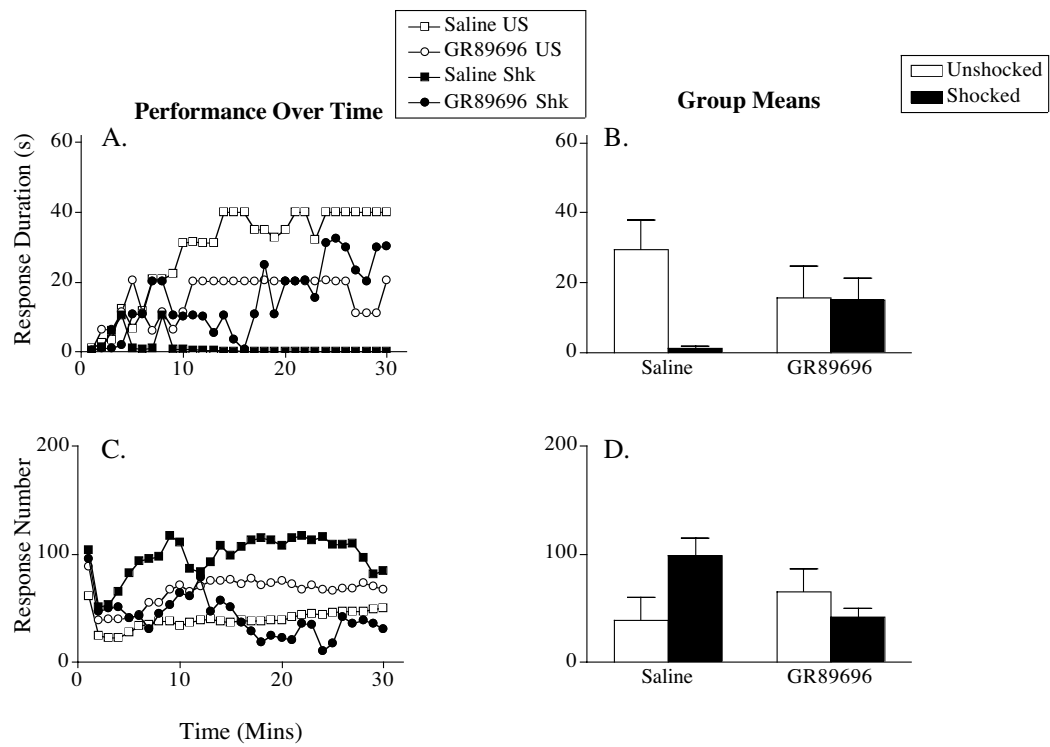 Saline US
GR89696 US
Saline Shk
GR89696 Shk
Unshocked
Shocked
Performance Over Time
Group Means
A.
Response Duration (s)
60
40
20
0
0
10
20
30
B.
60
40
20
0
Saline
GR89696
C.
Response Number
200
100
0
0
10
20
30
Time (Mins)
D.
200
100
0
Saline
GR89696